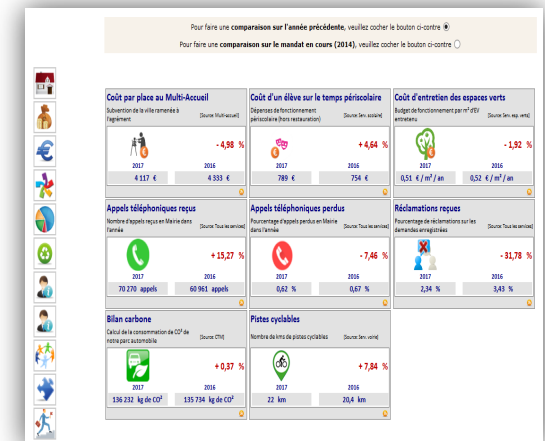 Pour faire une comparaison sur l'année précédente, veuillez cocher le bouton ci-contre
Pour faire une comparaison sur le mandat en cours (2014), veuillez cocher le bouton ci-contre
Coût par place au Multi-Accueil
Subvention de la ville ramenée à l'agrément
[Source: Multi-accueil]
- 4,98 %
2017 2016
4 117 € 4 333 €
Coût d'un élève sur le temps périscolaire
Dépenses de fonctionnement périscolaire (hors restauration)
[Source: Serv. scolaire]
+ 4,64 %
2017 2016
789 € 754 €
Coût d'entretien des espaces verts
Budget de fonctionnement par m² d'EV entretenu
[Source: Serv. esp. verts]
- 1,92 %
2017 2016
0,51 € / m² / an 0,52 € / m² / an
Appels téléphoniques reçus
Nombre d'appels reçus en Mairie dans l'année
[Source: Tous les services]
+ 15,27 %
2017 2016
70 270 appels 60 961 appels
Appels téléphoniques perdus
Pourcentage d'appels perdus en Mairie dans l'année
[Source: Tous les services]
- 7,46 %
2017 2016
0,62 % 0,67 %
Réclamations reçues
Pourcentage de réclamations sur les demandes enregistrées
[Source: Tous les services]
- 31,78 %
2017 2016
2,34 % 3,43 %
Bilan carbone
Calcul de la consommation de CO² de notre parc automobile
[Source: CTM]
+ 0,37 %
2017 2016
136 232 kg de CO² 135 734 kg de CO²
Pistes cyclables
Nombre de kms de pistes cyclables
[Source: Serv. voirie]
+ 7,84 %
2017 2016
22 km 20,4 km